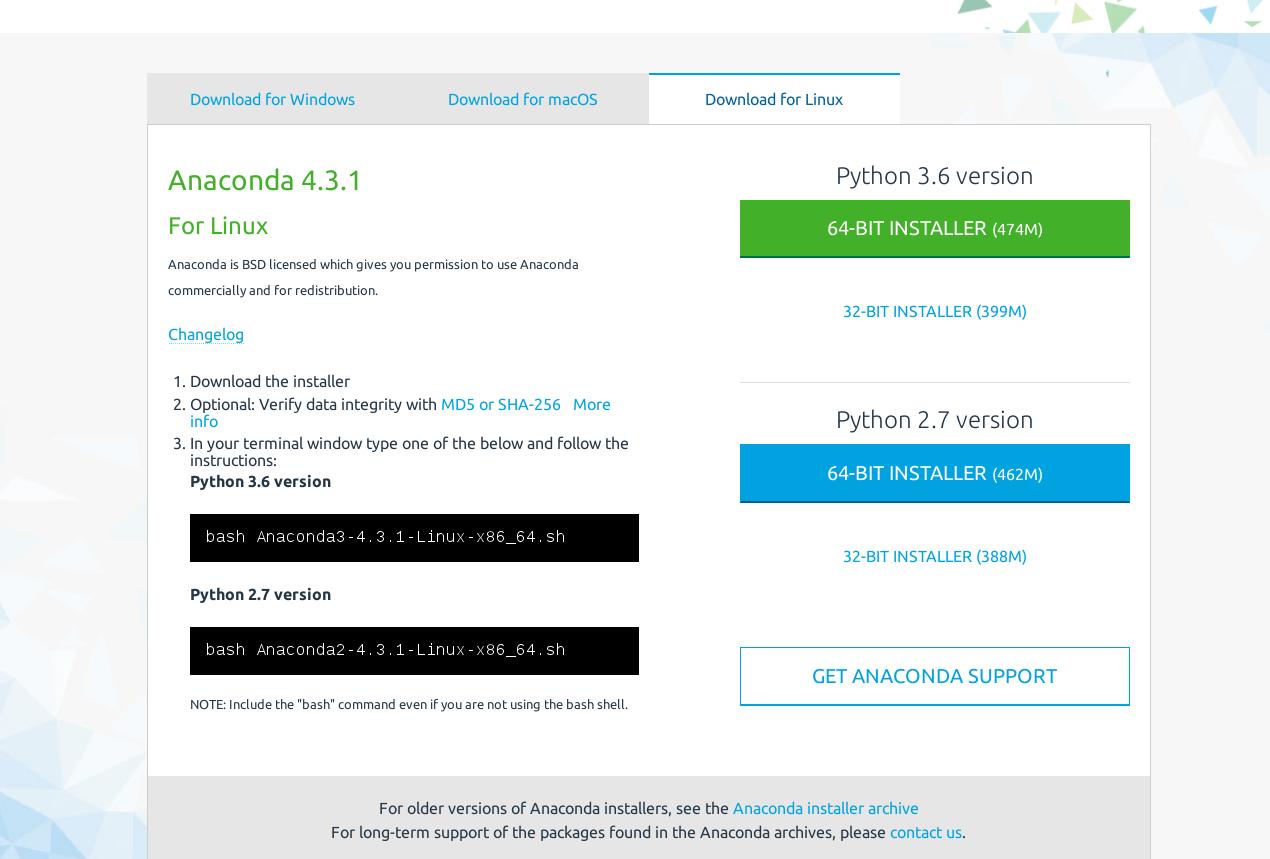 Download for Windows
Download for macOS
Download for Linux
Anaconda 4.3.1
For Linux
Anaconda is BSD licensed which gives you permission to use Anaconda
commercially and for redistribution.
Changelog
1. Download the installer
2. Optional: Verify data integrity with MD5 or SHA-256 More
info
3. In your terminal window type one of the below and follow the
instructions:
Python 3.6 version
bash Anaconda3-4.3.1-Linux-x86_64.sh
Python 2.7 version
bash Anaconda2-4.3.1-Linux-x86_64.sh
NOTE: Include the "bash" command even if you are not using the bash shell.
Python 3.6 version
64-BIT INSTALLER (474M)
32-BIT INSTALLER (399M)
Python 2.7 version
64-BIT INSTALLER (462M)
32-BIT INSTALLER (388M)
GET ANACONDA SUPPORT
For older versions of Anaconda installers, see the Anaconda installer archive
For long-term support of the packages found in the Anaconda archives, please contact us.